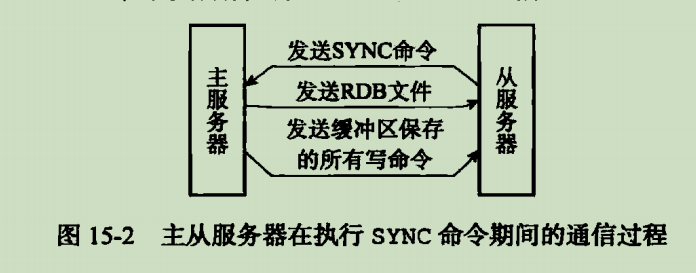 发送SYNC命令
主服务器
发送RDB文件
从服务器
发送缓冲区保存
的所有写命令
图 15-2 主从服务器在执行 SYNC 命令期间的通信过程